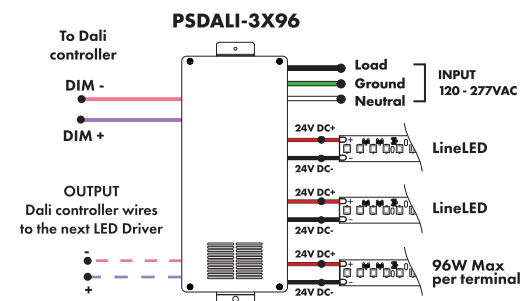 PSDALI-3X96
To Dali
controller
DIM -
DIM +
OUTPUT
Dali controller wires
to the next LED Driver
-
+
Load
Ground
Neutral
INPUT
120 - 277VAC
24V DC+
+
-
24V DC-
LineLED
24V DC+
+
-
24V DC-
LineLED
24V DC+
+
-
24V DC-
96W Max
per terminal